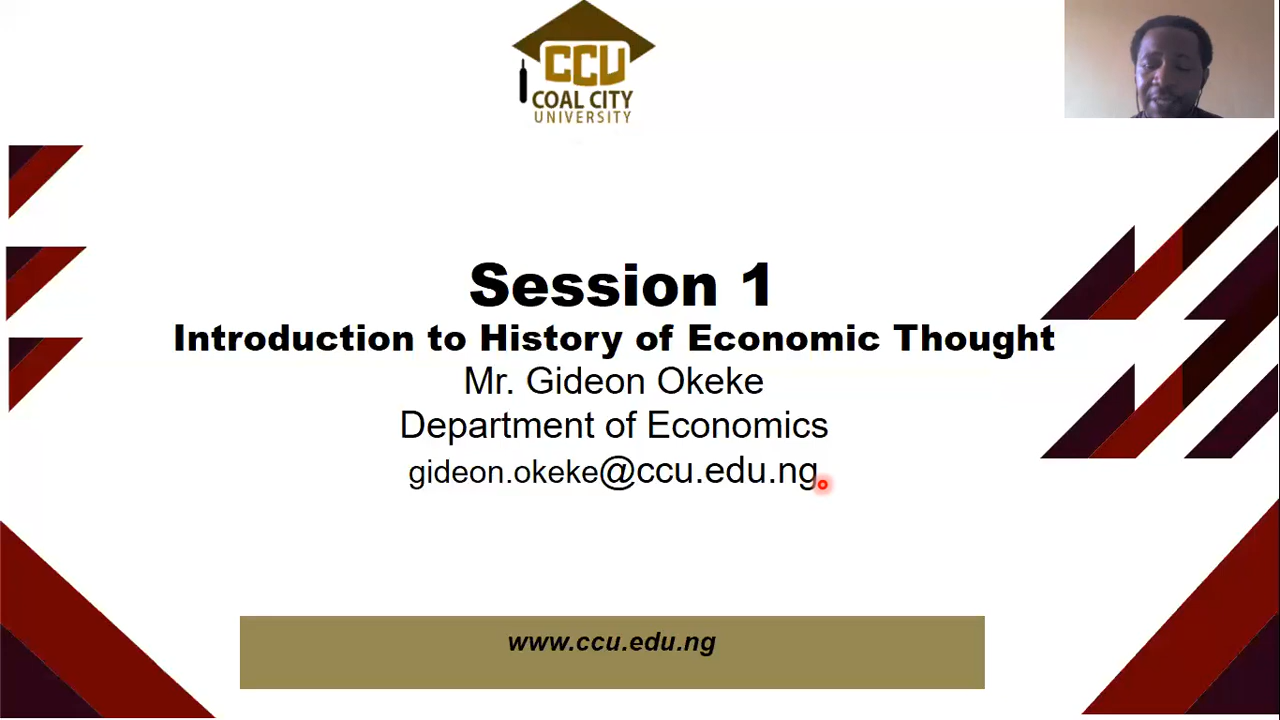 CCU
COAL CITY
UNIVERSITY
Session 1
Introduction to History of Economic Thought
Mr. Gideon Okeke
Department of Economics
gideon.okeke@ccu.edu.ng
www.ccu.edu.ng